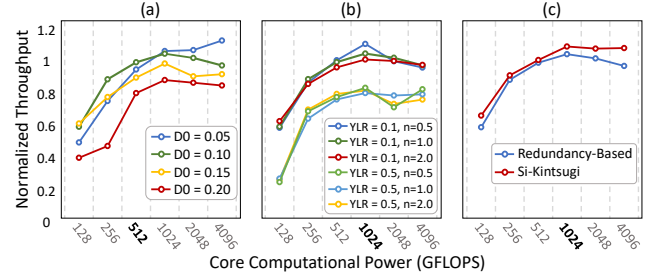 (a)
(b)
(c)
Normalized Throughput
1.2
1
0.8
0.6
0.4
0.2
0
D0 = 0.05
D0 = 0.10
D0 = 0.15
D0 = 0.20
YLR = 0.1, n=0.5
YLR = 0.1, n=1.0
YLR = 0.1, n=2.0
YLR = 0.5, n=0.5
YLR = 0.5, n=1.0
YLR = 0.5, n=2.0
Redundancy-Based
Si-Kintsugi
128 256 512 1024 2048 4096
128 256 512 1024 2048 4096
128 256 512 1024 2048 4096
Core Computational Power (GFLOPS)